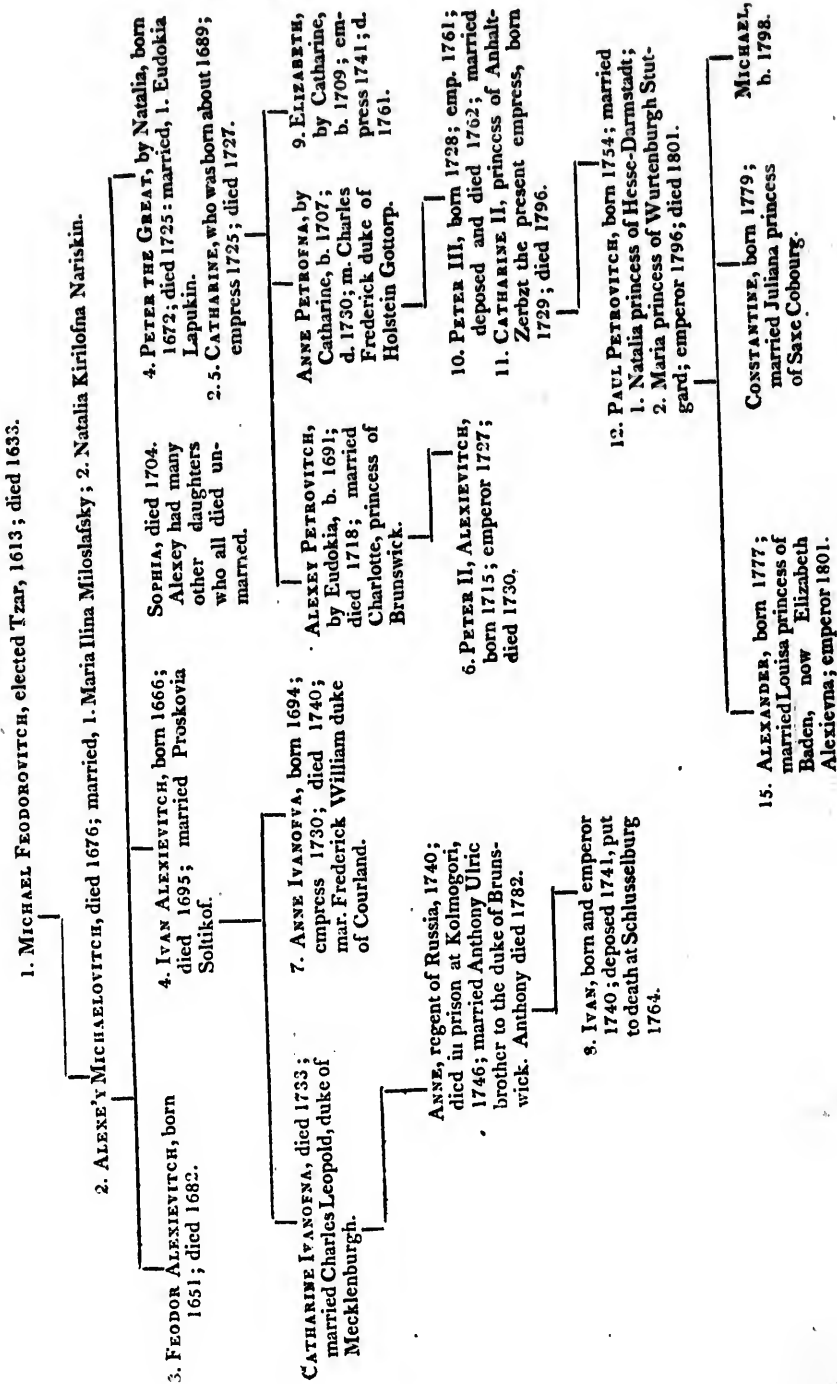 1. MICHAEL FEODOROVITCH, elected Tzar, 1613; died 1633.
2. ALEXE'Y MICHAELOVITCH, died 1676; married, 1. Maria Ilina Miloslafsky; 2. Natalia Kirilofna Nariskin.
3. FEODOR ALEXIEVITCH, born
1651; died 1682.
4. IVAN ALEXIEVITCH, born 1666;
died 1695; married Proskovia
Soltikof.
SOPHIA, died 1704.
Alexey had many
other daughters
who all died un-
married.
4. PETER THE GREAT, by Natalia, born
1672; died 1725: married, 1. Eudokia
Lapukin.
2. 5. CATHARINE, who was born about 1689;
empress 1725; died 1727.
CATHARINE IVANOFNA, died 1733;
married Charles Leopold, duke of
Mecklenburgh.
7. ANNE IVANOFVA, born 1694;
empress 1730; died 1740;
mar. Frederick William duke
of Courland.
ALEXEY PETROVITCH,
by Eudokia, b. 1691;
died 1718; married
Charlotte, princess of
Brunswick.
ANNE PETROFNA, by
Catharine, b. 1707;
d. 1730; m. Charles
Frederick duke of
Holstein Gottorp.
9. ELIZABETH,
by Catharine,
b. 1709; em-
press 1741; d.
1761.
ANNE, regent of Russia, 1740;
died in prison at Kolmogori,
1746; married Anthony Ulric
brother to the duke of Bruns-
wick. Anthony died 1782.
6. PETER II, ALEXIEVITCH,
born 1715; emperor 1727;
died 1730.
10. PETER III, born 1728; emp. 1761;
deposed and died 1762; married
11. CATHARINE II, princess of Anhalt-
Zerbzt the present empress, born
1729; died 1796.
8. IVAN, born and emperor
1740; deposed 1741, put
to death at Schlusselburg
1764.
12. PAUL PETROVITCH, born 1754; married
1. Natalia princess of Hesse-Darmstadt;
2. Maria princess of Wurtenburgh Stut-
gard; emperor 1796; died 1801.
15. ALEXANDER, born 1777;
married Louisa princess of
Baden, now Elizabeth
Alexievna; emperor 1801.
CONSTANTINE, born 1779;
married Juliana princess
of Saxe Cobourg.
MICHAEL,
b. 1798.